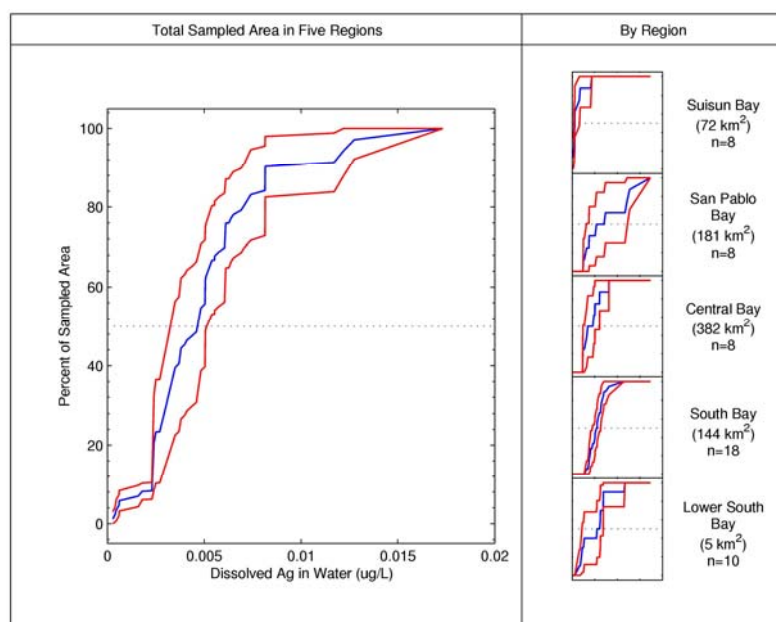 Total Sampled Area in Five Regions
By Region
Percent of Sampled Area
100
80
60
40
20
0
0
0.005
0.01
0.015
0.02
Dissolved Ag in Water (ug/L)
Suisun Bay
(72 km²)
n=8
San Pablo
Bay
(181 km²)
n=8
Central Bay
(382 km²)
n=8
South Bay
(144 km²)
n=18
Lower South
Bay
(5 km²)
n=10